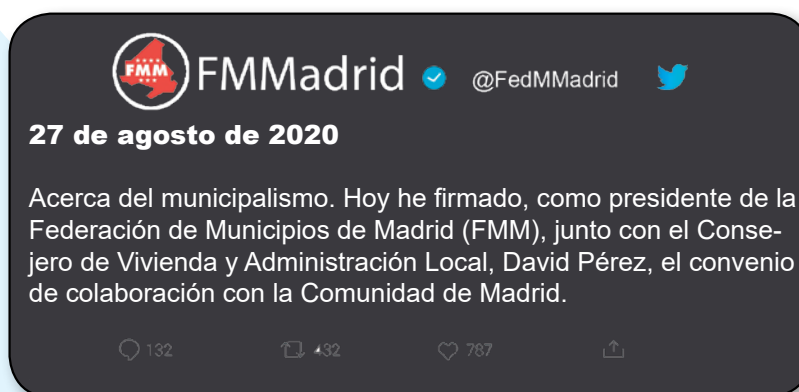 FMM FMMadrid @FedMMadrid
27 de agosto de 2020
Acerca del municipalismo. Hoy he firmado, como presidente de la
Federación de Municipios de Madrid (FMM), junto con el Conse-
jero de Vivienda y Administración Local, David Pérez, el convenio
de colaboración con la Comunidad de Madrid.
132 432 787